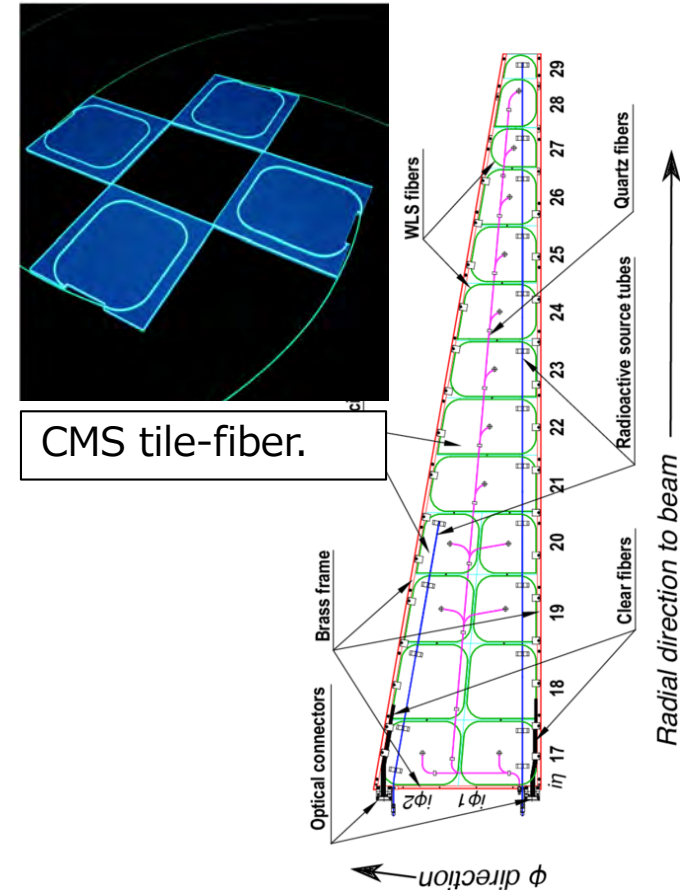 CMS tile-fiber.
WLS fibers
Quartz fibers
Radioactive source tubes
Brass frame
Clear fibers
Optical connectors
29
28
27
26
25
24
23
22
21
20
19
18
17
iη
iφ2
iφ1
Radial direction to beam
φ direction